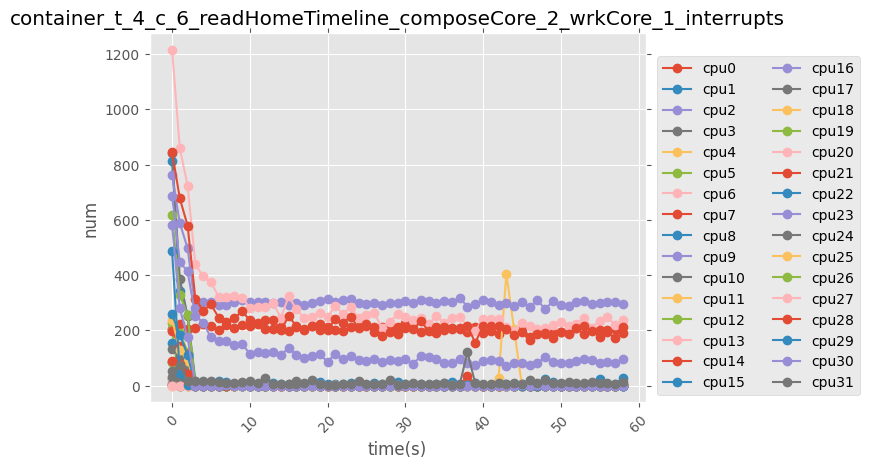 container_t_4_c_6_readHomeTimeline_composeCore_2_wrkCore_1_interrupts
num
1200
1000
800
600
400
200
0
0
10
20
30
40
50
60
time(s)
cpu0
cpu1
cpu2
cpu3
cpu4
cpu5
cpu6
cpu7
cpu8
cpu9
cpu10
cpu11
cpu12
cpu13
cpu14
cpu15
cpu16
cpu17
cpu18
cpu19
cpu20
cpu21
cpu22
cpu23
cpu24
cpu25
cpu26
cpu27
cpu28
cpu29
cpu30
cpu31